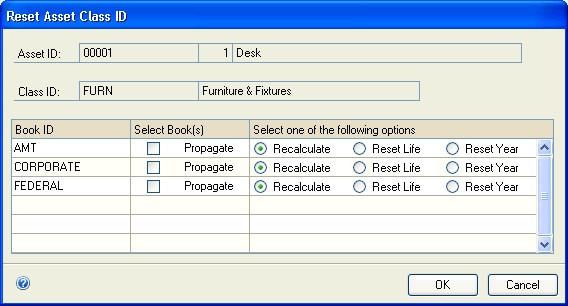 Reset Asset Class ID
Asset ID: 00001 1 Desk
Class ID: FURN Furniture & Fixtures
Book ID Select Book(s) Select one of the following options
AMT Propagate Recalculate Reset Life Reset Year
CORPORATE Propagate Recalculate Reset Life Reset Year
FEDERAL Propagate Recalculate Reset Life Reset Year
? OK Cancel